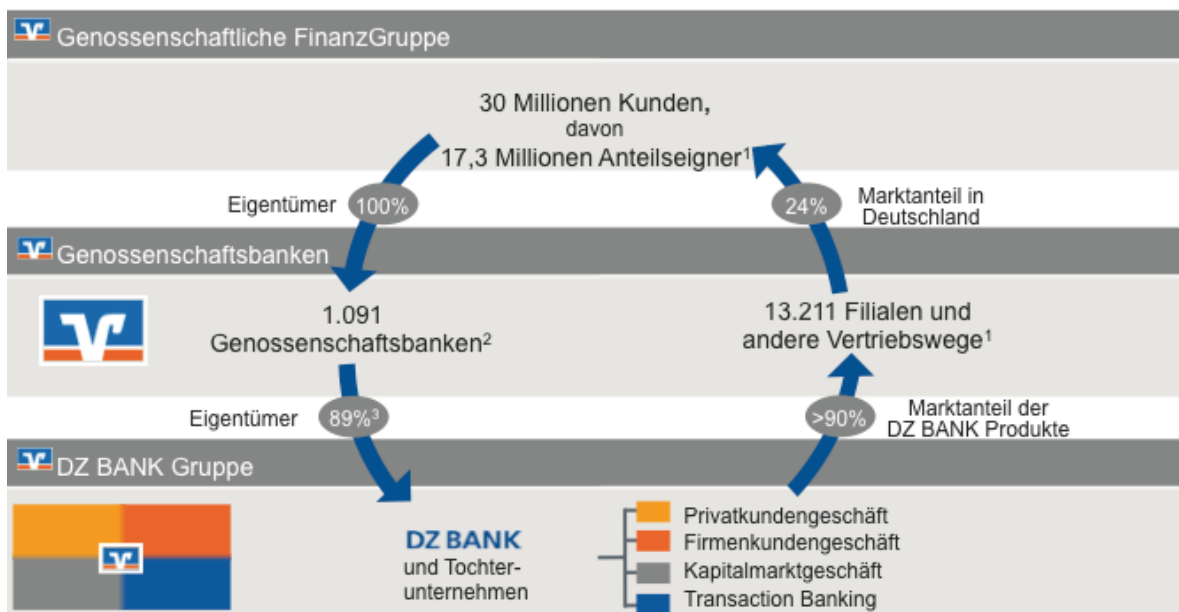 Genossenschaftliche FinanzGruppe
30 Millionen Kunden,
davon
17,3 Millionen Anteilseigner¹
Eigentümer
100%
24%
Marktanteil in
Deutschland
Genossenschaftsbanken
1.091
Genossenschaftsbanken²
13.211 Filialen und
andere Vertriebswege¹
Eigentümer
89%³
>90%
Marktanteil der
DZ BANK Produkte
DZ BANK Gruppe
DZ BANK
und Tochter-
unternehmen
Privatkundengeschäft
Firmenkundengeschäft
Kapitalmarktgeschäft
Transaction Banking